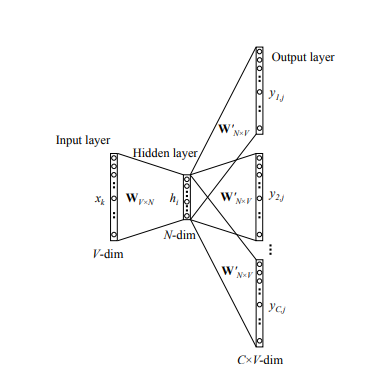 Output layer
y1,j
W'N×V
Input layer
Hidden layer
xk
WV×N
hi
W'N×V
y2,j
N-dim
V-dim
W'N×V
yC,j
C×V-dim